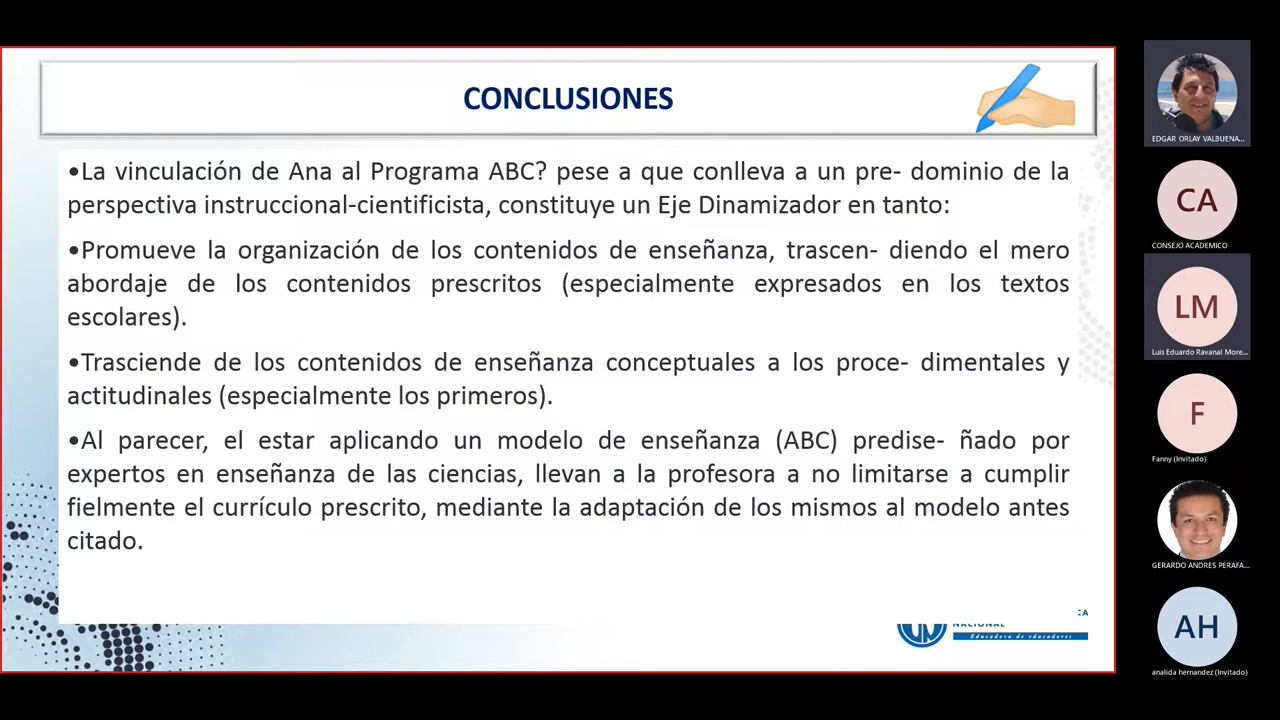 CONCLUSIONES
•La vinculación de Ana al Programa ABC? pese a que conlleva a un pre- dominio de la
perspectiva instruccional-cientificista, constituye un Eje Dinamizador en tanto:
•Promueve la organización de los contenidos de enseñanza, trascen- diendo el mero
abordaje de los contenidos prescritos (especialmente expresados en los textos
escolares).
•Trasciende de los contenidos de enseñanza conceptuales a los proce- dimentales y
actitudinales (especialmente los primeros).
•Al parecer, el estar aplicando un modelo de enseñanza (ABC) predise- ñado por
expertos en enseñanza de las ciencias, llevan a la profesora a no limitarse a cumplir
fielmente el currículo prescrito, mediante la adaptación de los mismos al modelo antes
citado.
CA
NACIONAL
Educadora de educadores
EDGAR ORLAY VALBUENA...
CA
CONSEJO ACADEMICO
LM
Luis Eduardo Ravanal More...
F
Fanny (Invitado)
GERARDO ANDRES PERAFA...
AH
analida hernandez (Invitado)